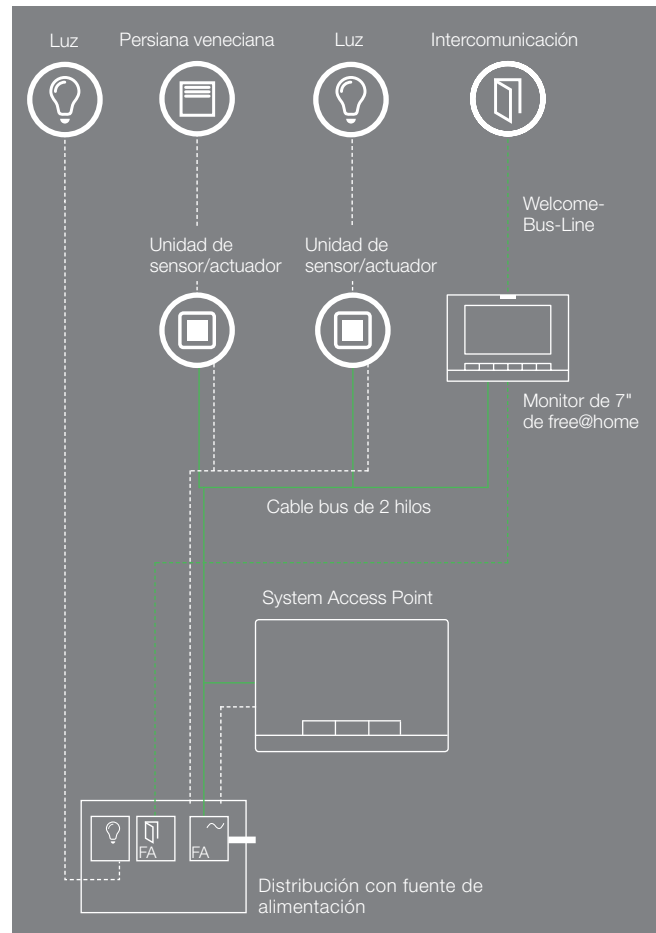 Luz
Persiana veneciana
Luz
Intercomunicación
Welcome-
Bus-Line
Unidad de
sensor/actuador
Unidad de
sensor/actuador
Monitor de 7"
de free@home
Cable bus de 2 hilos
System Access Point
FA
FA
Distribución con fuente de
alimentación